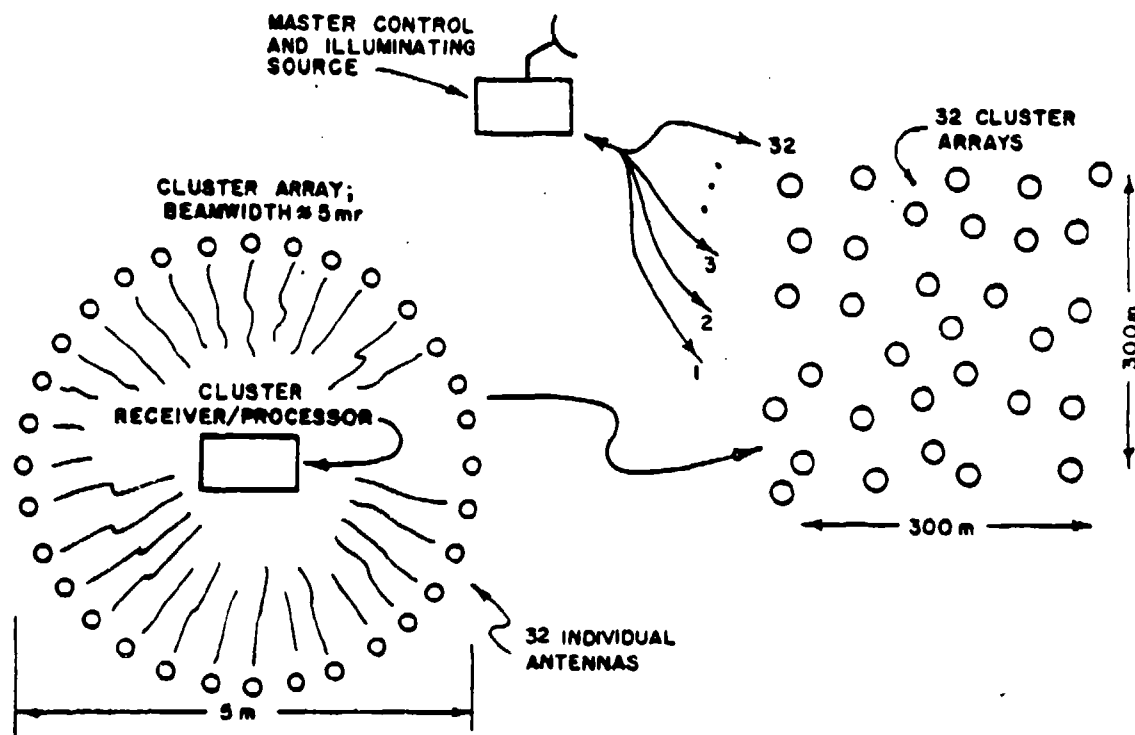 MASTER CONTROL
AND ILLUMINATING
SOURCE
32 CLUSTER
ARRAYS
32
3
2
1
CLUSTER ARRAY;
BEAMWIDTH ≈ 5 mr
CLUSTER
RECEIVER/PROCESSOR
300 m
300 m
32 INDIVIDUAL
ANTENNAS
5 m